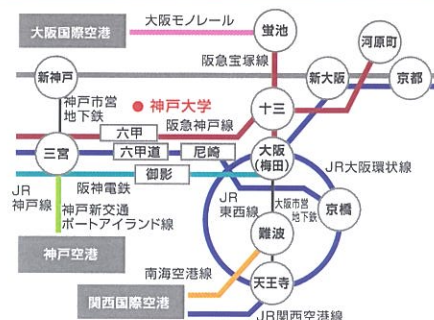 大阪モノレール
大阪国際空港
蛍池
河原町
阪急宝塚線
新神戸
新大阪
京都
神戸市営
地下鉄
神戸大学
十三
六甲
阪急神戸線
三宮
六甲道
尼崎
大阪
(梅田)
JR大阪環状線
御影
阪神電鉄
JR
神戸線
神戸新交通
ポートアイランド線
JR
東西線
大阪市営
地下鉄
京橋
神戸空港
難波
南海空港線
関西国際空港
天王寺
JR関西空港線